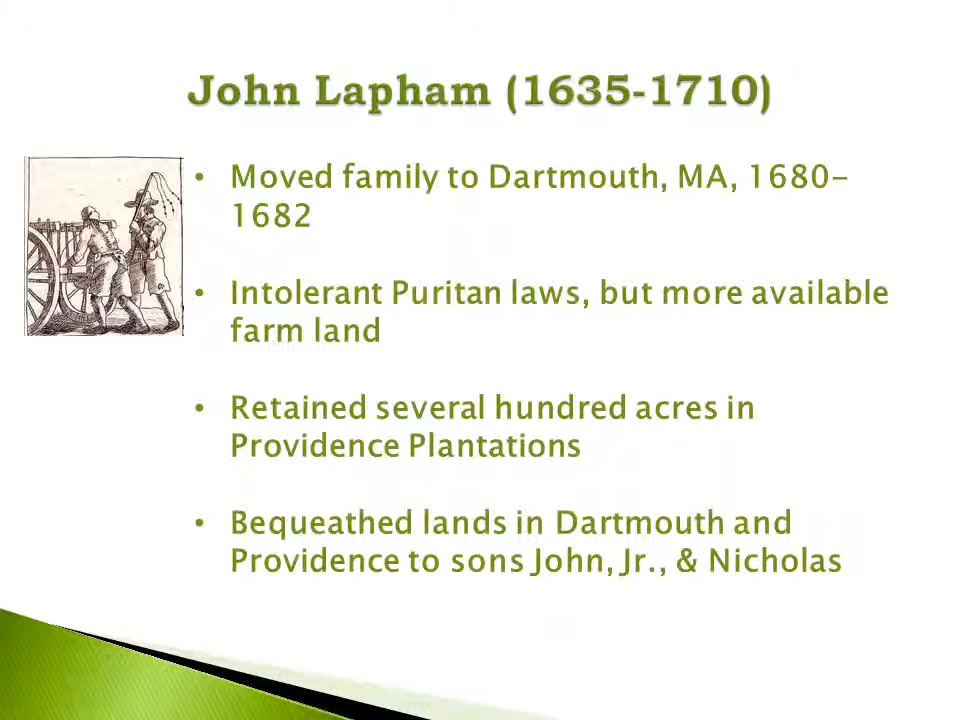 John Lapham (1635-1710)
• Moved family to Dartmouth, MA, 1680-
1682
• Intolerant Puritan laws, but more available
farm land
• Retained several hundred acres in
Providence Plantations
• Bequeathed lands in Dartmouth and
Providence to sons John, Jr., & Nicholas